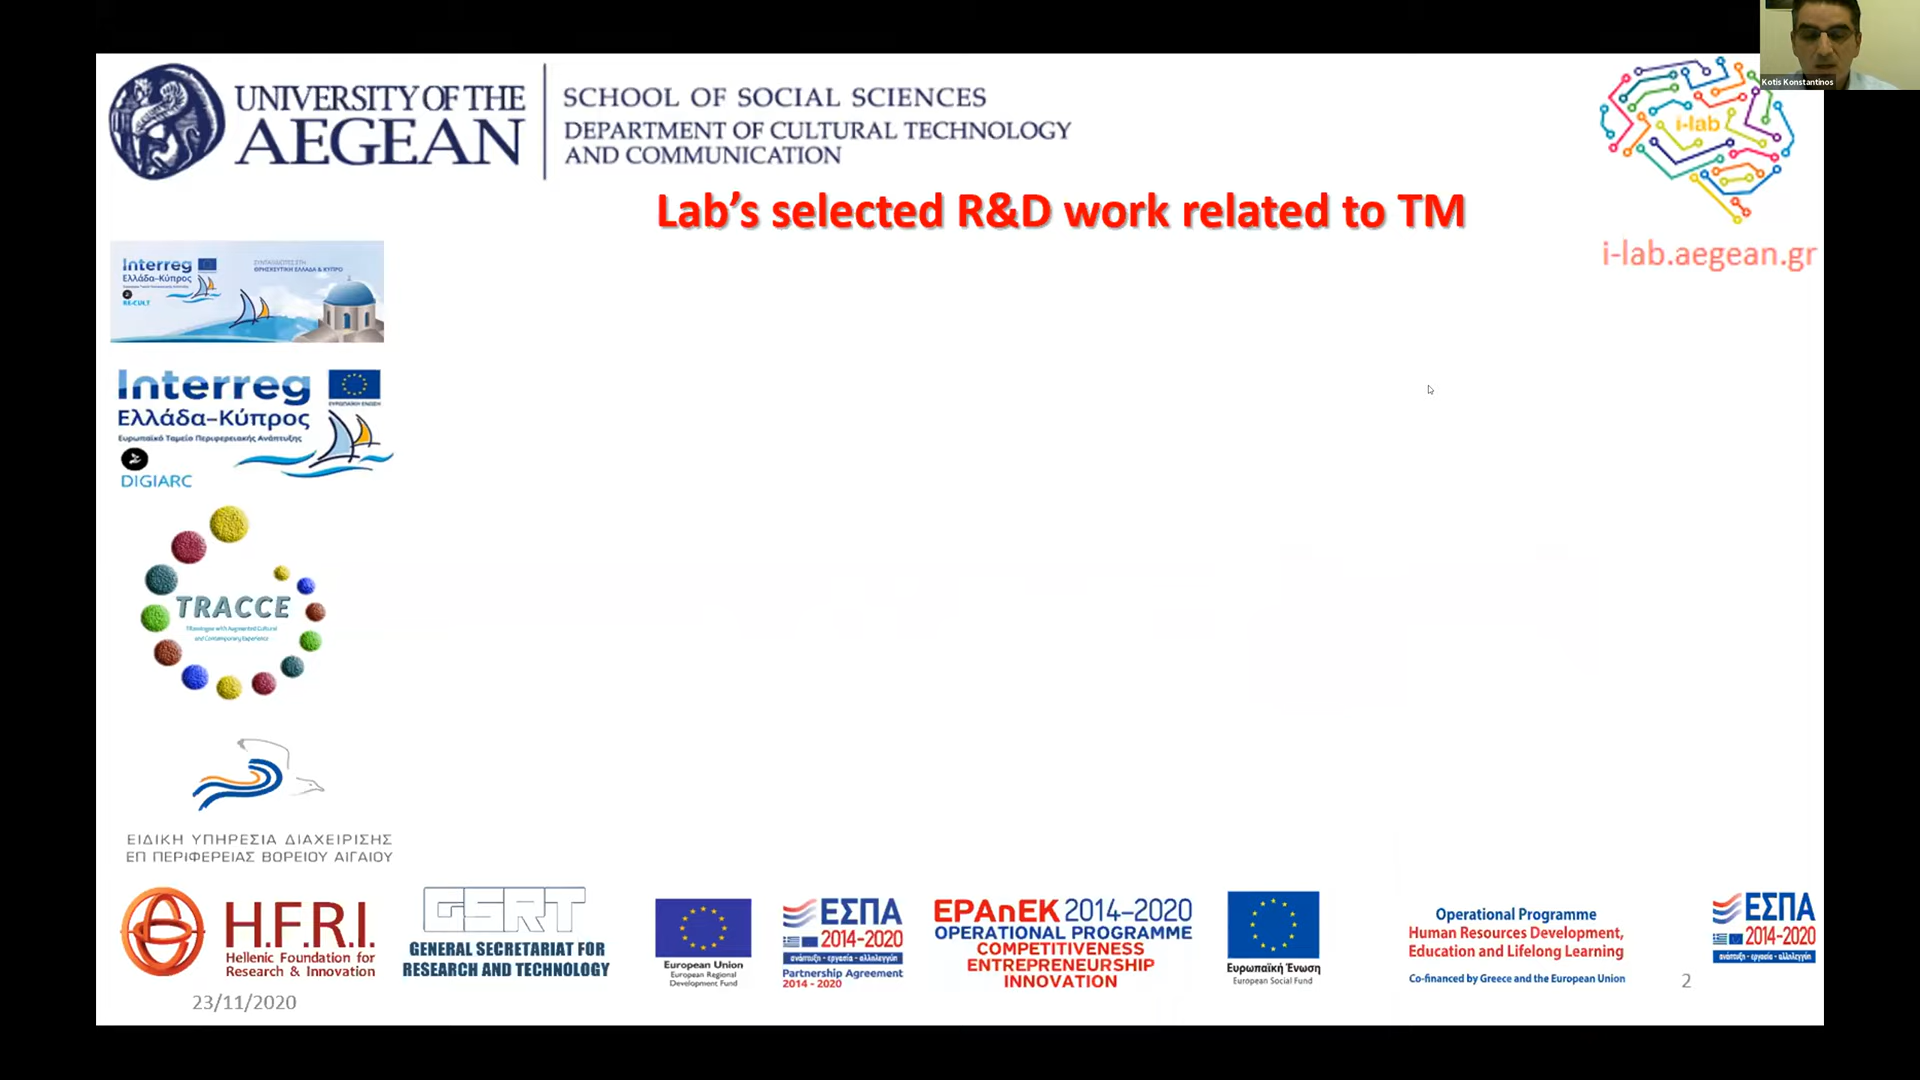 Kotis Konstantinos
UNIVERSITY OF THE
AEGEAN
SCHOOL OF SOCIAL SCIENCES
DEPARTMENT OF CULTURAL TECHNOLOGY
AND COMMUNICATION
i-lab
Lab's selected R&D work related to TM
i-lab.aegean.gr
Interreg
Ελλάδα-Κύπρος
RE-CULT
ΘΡΗΣΚΕΥΤΙΚΗ ΕΛΛΑΔΑ & ΚΥΠΡΟ
Interreg
ΕΥΡΩΠΑΪΚΗ ΕΝΩΣΗ
Ελλάδα-Κύπρος
Ευρωπαϊκό Ταμείο Περιφερειακής Ανάπτυξης
DIGIARC
TRACCE
TRanslogue with Augmented Cultural
and Contemporary Experience
ΕΙΔΙΚΗ ΥΠΗΡΕΣΙΑ ΔΙΑΧΕΙΡΙΣΗΣ
ΕΠ ΠΕΡΙΦΕΡΕΙΑΣ ΒΟΡΕΙΟΥ ΑΙΓΑΙΟΥ
H.F.R.I.
Hellenic Foundation for
Research & Innovation
GSRT
GENERAL SECRETARIAT FOR
RESEARCH AND TECHNOLOGY
European Union
European Regional
Development Fund
ΕΣΠΑ
2014-2020
ανάπτυξη - εργασία - αλληλεγγύη
Partnership Agreement
2014 - 2020
EPAnEK 2014-2020
OPERATIONAL PROGRAMME
COMPETITIVENESS
ENTREPRENEURSHIP
INNOVATION
Ευρωπαϊκή Ένωση
European Social Fund
Operational Programme
Human Resources Development,
Education and Lifelong Learning
Co-financed by Greece and the European Union
ΕΣΠΑ
2014-2020
ανάπτυξη - εργασία - αλληλεγγύη
23/11/2020
2